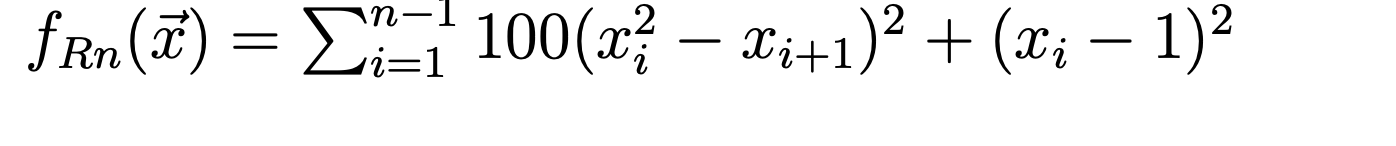 $f_{Rn}(\vec{x}) = \sum_{i=1}^{n-1} 100(x_i^2 - x_{i+1})^2 + (x_i - 1)^2$